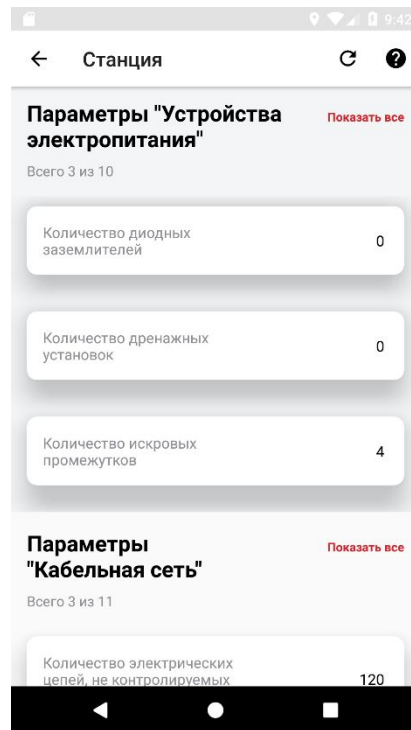 9:42
Станция
Параметры "Устройства
электропитания"
Показать все
Всего 3 из 10
Количество диодных
заземлителей
0
Количество дренажных
установок
0
Количество искровых
промежутков
4
Параметры
"Кабельная сеть"
Показать все
Всего 3 из 11
Количество электрических
цепей, не контролируемых
120